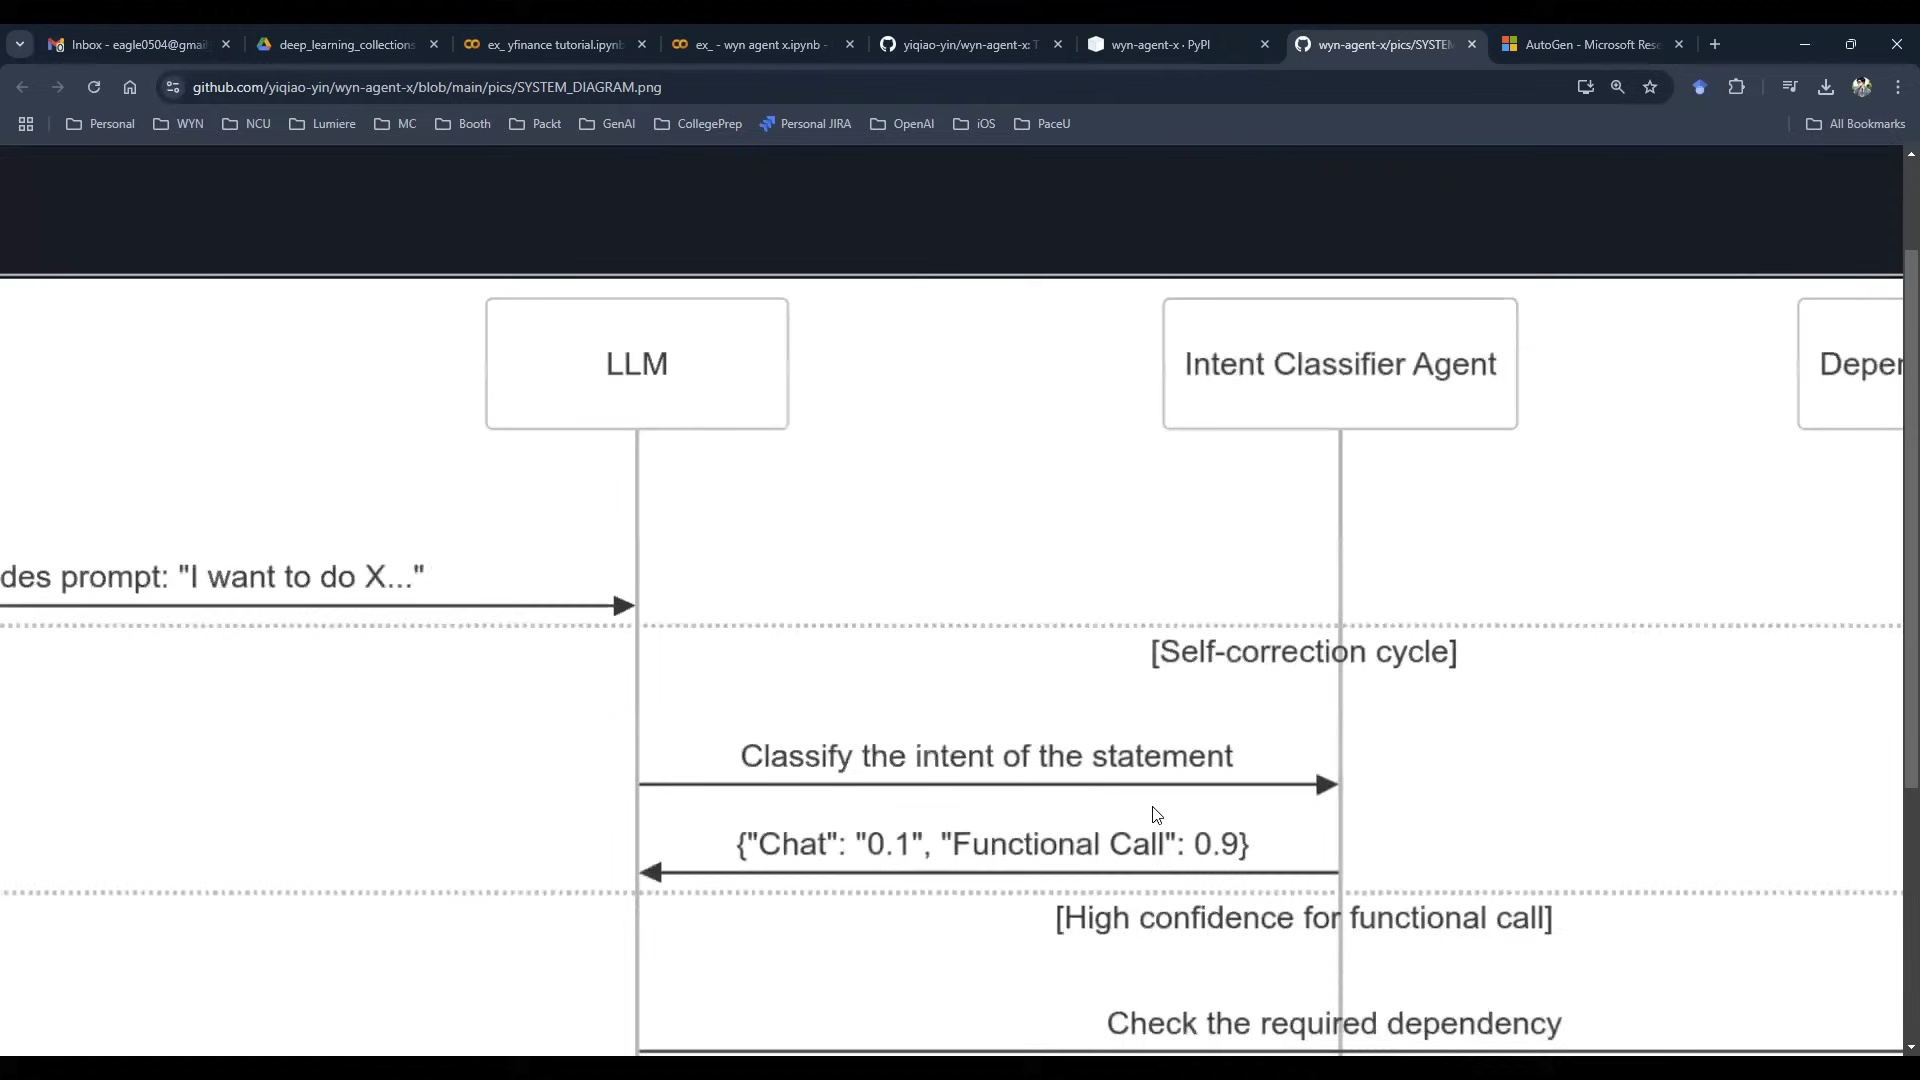 Inbox - eagle0504@gmai
deep_learning_collections
ex_ yfinance tutorial.ipynb
ex_ - wyn agent x.ipynb -
yiqiao-yin/wyn-agent-x: T
wyn-agent-x · PyPI
wyn-agent-x/pics/SYSTEM
AutoGen - Microsoft Rese
github.com/yiqiao-yin/wyn-agent-x/blob/main/pics/SYSTEM_DIAGRAM.png
Personal
WYN
NCU
Lumiere
MC
Booth
Packt
GenAI
CollegePrep
Personal JIRA
OpenAI
iOS
PaceU
All Bookmarks
LLM
Intent Classifier Agent
Deper
des prompt: "I want to do X..."
[Self-correction cycle]
Classify the intent of the statement
{"Chat": "0.1", "Functional Call": 0.9}
[High confidence for functional call]
Check the required dependency